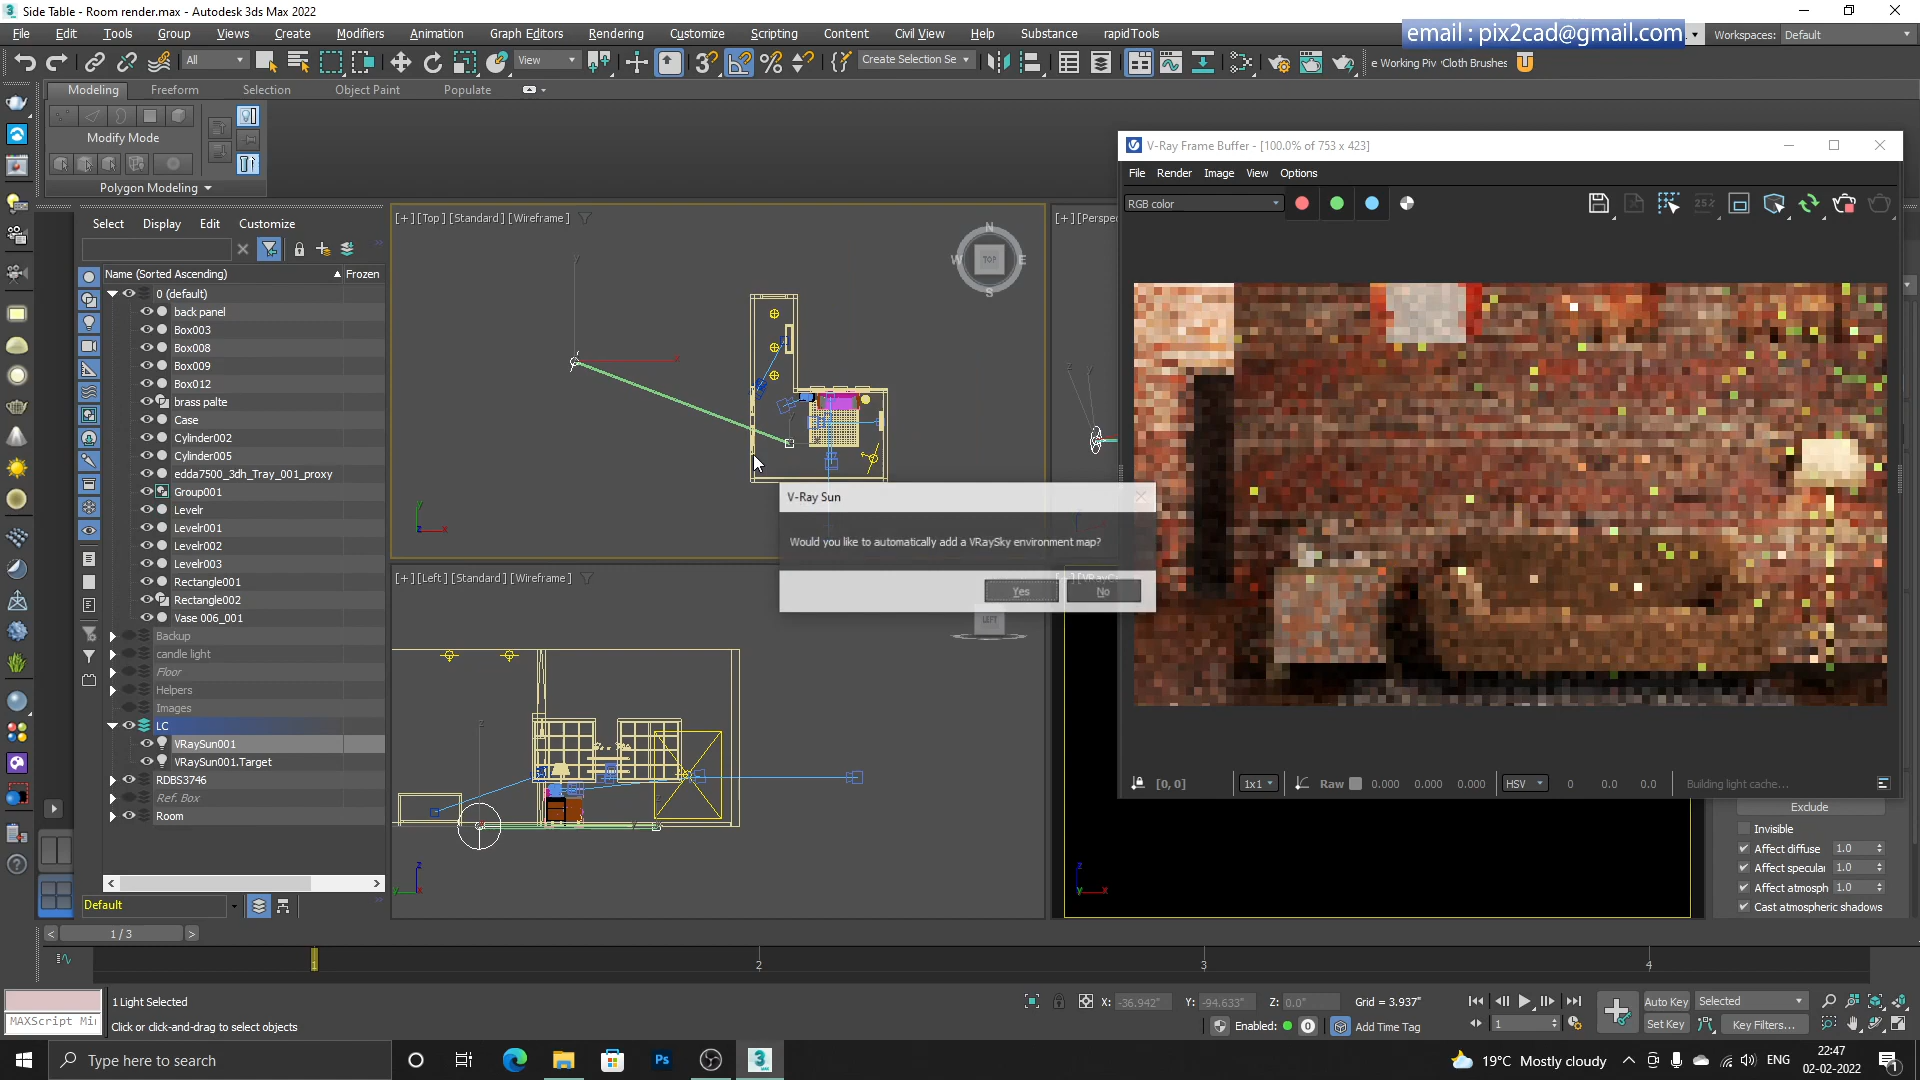 Side Table - Room render.max - Autodesk 3ds Max 2022
File Edit Tools Group Views Create Modifiers Animation Graph Editors Rendering Customize Scripting Content Civil View Help Substance rapidTools
email : pix2cad@gmail.com
Workspaces: Default
All View Create Selection Se e Working Piv Cloth Brushes
Modeling Freeform Selection Object Paint Populate
Modify Mode
Polygon Modeling
Select Display Edit Customize
Name (Sorted Ascending) Frozen
0 (default)
back panel
Box003
Box008
Box009
Box012
brass palte
Case
Cylinder002
Cylinder005
edda7500_3dh_Tray_001_proxy
Group001
Levelr
Levelr001
Levelr002
Levelr003
Rectangle001
Rectangle002
Vase 006_001
Backup
candle light
Floor
Helpers
Images
LC
VRaySun001
VRaySun001.Target
RDBS3746
Ref. Box
Room
Default
[+] [Top] [Standard] [Wireframe]
N
W TOP E
S
[+] [Perspe
[+] [Left] [Standard] [Wireframe]
LEFT
V-Ray Sun
Would you like to automatically add a VRaySky environment map?
Yes No
V-Ray Frame Buffer - [100.0% of 753 x 423]
File Render Image View Options
RGB color
[0, 0] 1x1 Raw 0.000 0.000 0.000 HSV 0 0.0 0.0 Building light cache...
Exclude
Invisible
Affect diffuse 1.0
Affect specular 1.0
Affect atmosph 1.0
Cast atmospheric shadows
1 / 3
1 2 3 4
1 Light Selected
Click or click-and-drag to select objects
MAXScript Mi
X: -36.942" Y: -94.633" Z: 0.0" Grid = 3.937"
Enabled: 0 Add Time Tag
1
Auto Key Selected
Set Key Key Filters...
Type here to search
19°C Mostly cloudy ENG
22:47
02-02-2022